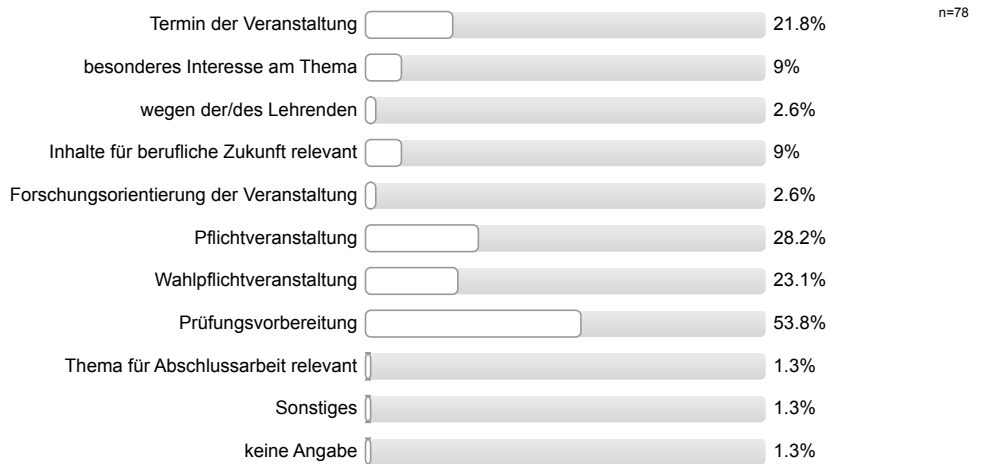 n=78
Termin der Veranstaltung 21.8%
besonderes Interesse am Thema 9%
wegen der/des Lehrenden 2.6%
Inhalte für berufliche Zukunft relevant 9%
Forschungsorientierung der Veranstaltung 2.6%
Pflichtveranstaltung 28.2%
Wahlpflichtveranstaltung 23.1%
Prüfungsvorbereitung 53.8%
Thema für Abschlussarbeit relevant 1.3%
Sonstiges 1.3%
keine Angabe 1.3%